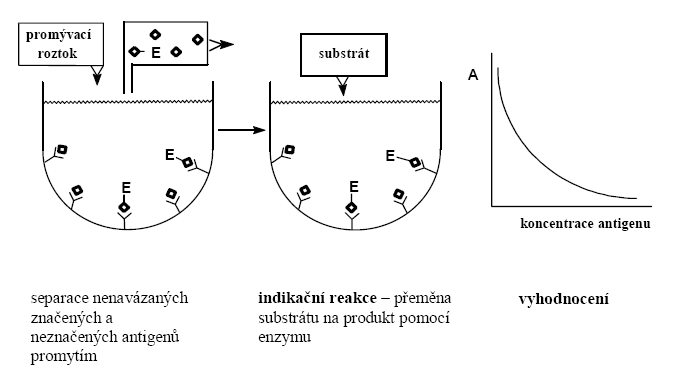 promývací
roztok
E
substrát
E
E
E
E
A
koncentrace antigenu
separace nenavázaných
značených a
neznačených antigenů
promytím
indikační reakce – přeměna
substrátu na produkt pomocí
enzymu
vyhodnocení